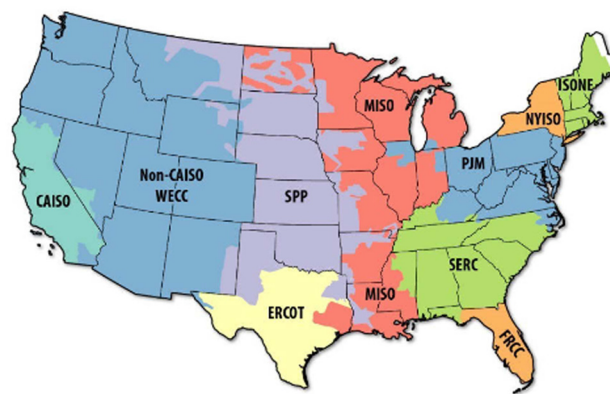 ISONE
MISO
NYISO
PJM
Non-CAISO
WECC
CAISO
SPP
SERC
MISO
ERCOT
FRCC